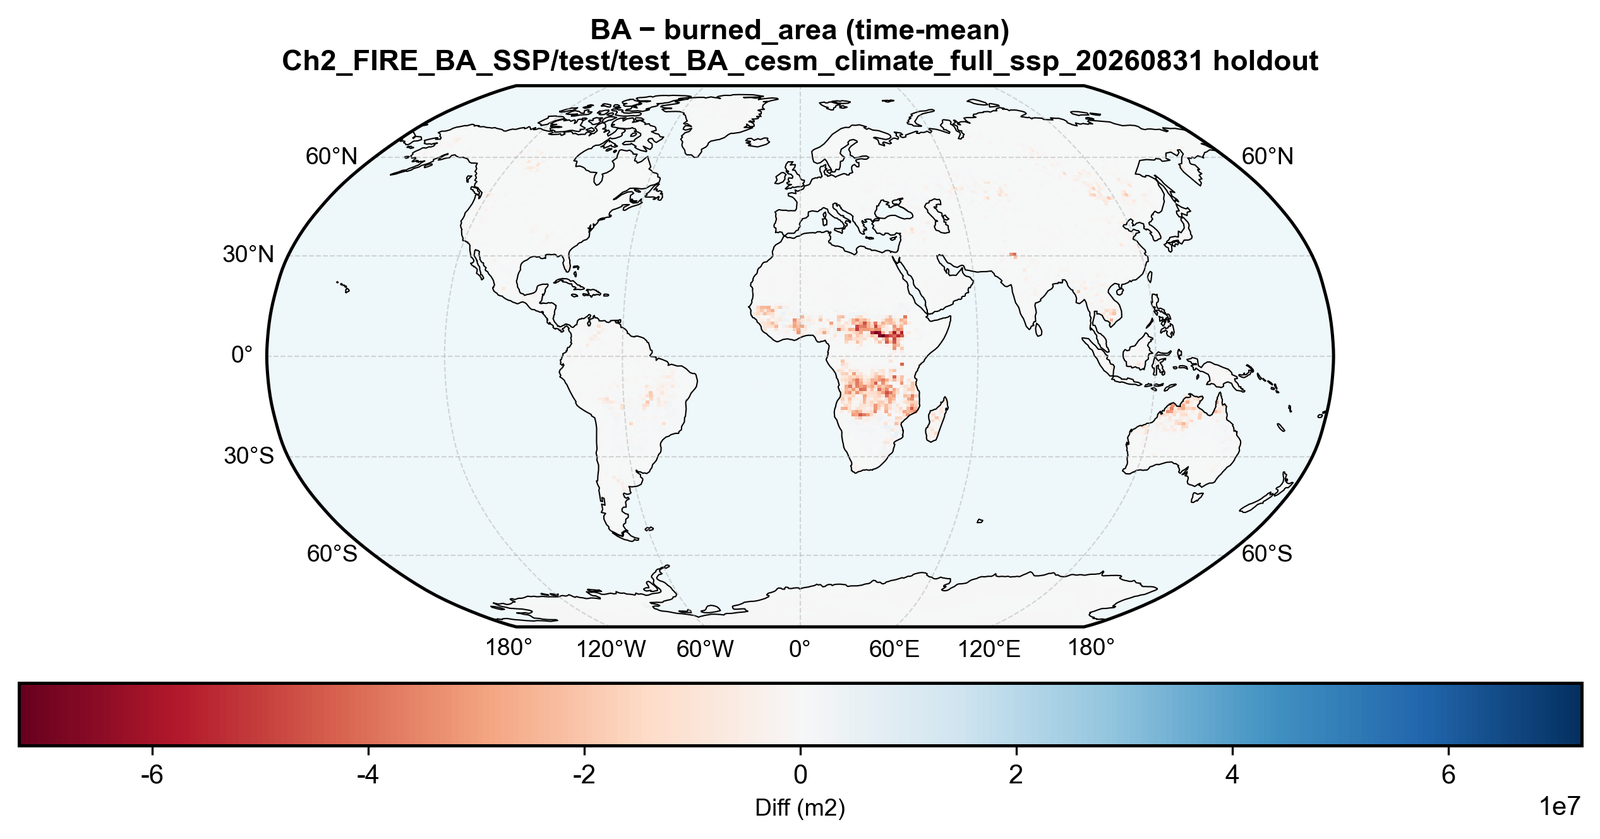 BA − burned_area (time-mean)
Ch2_FIRE_BA_SSP/test/test_BA_cesm_climate_full_ssp_20260831 holdout
60°N 60°N
30°N
0°
30°S
60°S 60°S
180° 120°W 60°W 0° 60°E 120°E 180°
-6 -4 -2 0 2 4 6
Diff (m2) 1e7